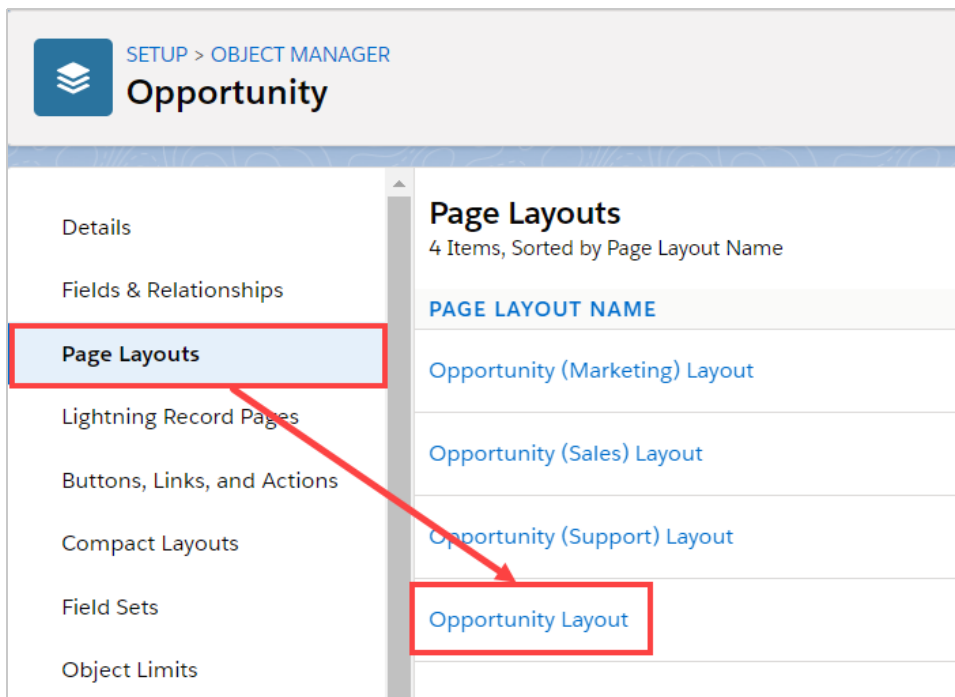 SETUP > OBJECT MANAGER
Opportunity
Details
Fields & Relationships
Page Layouts
Lightning Record Pages
Buttons, Links, and Actions
Compact Layouts
Field Sets
Object Limits
Page Layouts
4 Items, Sorted by Page Layout Name
PAGE LAYOUT NAME
Opportunity (Marketing) Layout
Opportunity (Sales) Layout
Opportunity (Support) Layout
Opportunity Layout